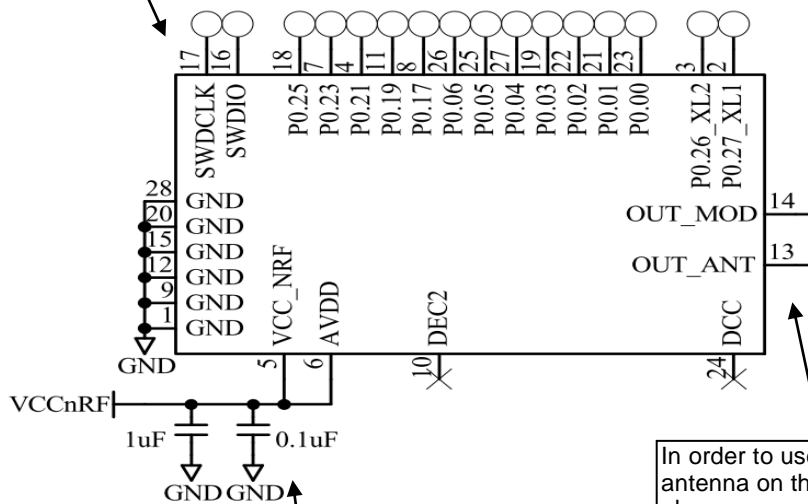 17 16 18 7 4 11 8 26 25 27 19 22 21 23 3 2
SWDCLK
SWDIO
P0.25
P0.23
P0.21
P0.19
P0.17
P0.06
P0.05
P0.04
P0.03
P0.02
P0.01
P0.00
P0.26_XL2
P0.27_XL1
28 GND
20 GND
15 GND
12 GND
9 GND
1 GND
OUT_MOD 14
OUT_ANT 13
VCC_NRF
AVDD
DEC2
DCC
5 6 10 24
GND
VCCnRF
1uF 0.1uF
GND GND
In order to use
antenna on th